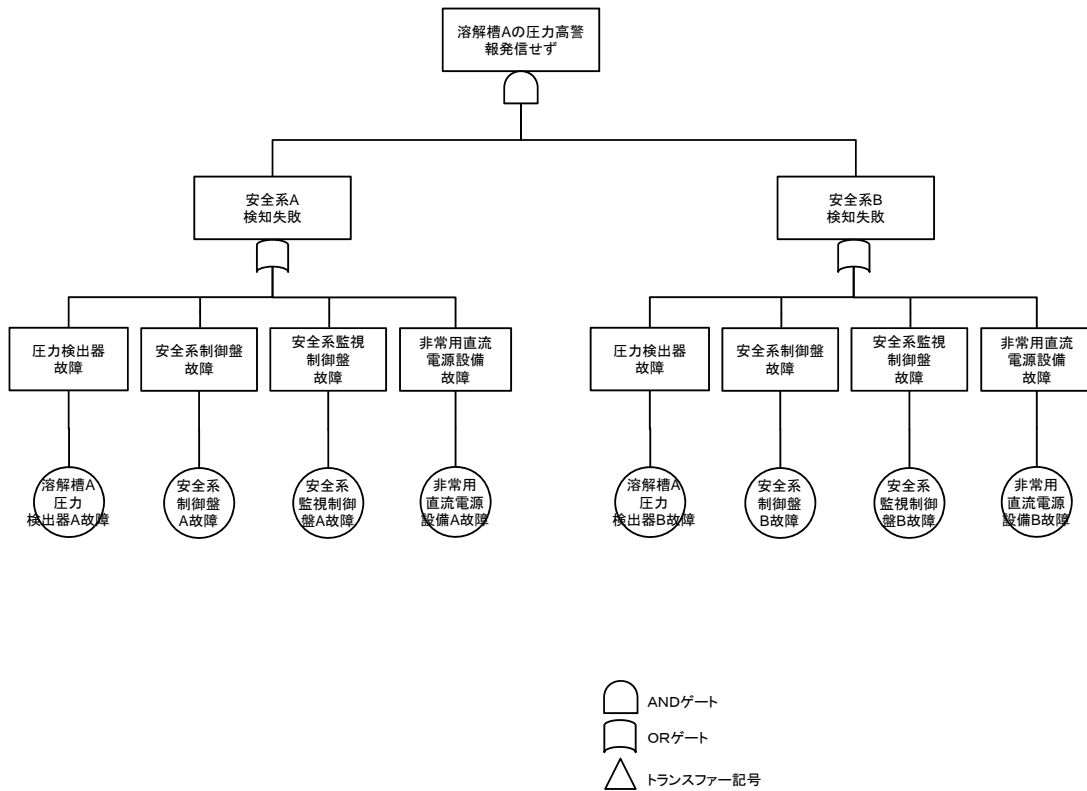 溶解槽Aの圧力高警
報発信せず
安全系A
検知失敗
安全系B
検知失敗
圧力検出器
故障
安全系制御盤
故障
安全系監視
制御盤
故障
非常用直流
電源設備
故障
圧力検出器
故障
安全系制御盤
故障
安全系監視
制御盤
故障
非常用直流
電源設備
故障
溶解槽A
圧力
検出器A故障
安全系
制御盤
A故障
安全系
監視制御
盤A故障
非常用
直流電源
設備A故障
溶解槽A
圧力
検出器B故障
安全系
制御盤
B故障
安全系
監視制御
盤B故障
非常用
直流電源
設備B故障
ANDゲート
ORゲート
トランスファー記号